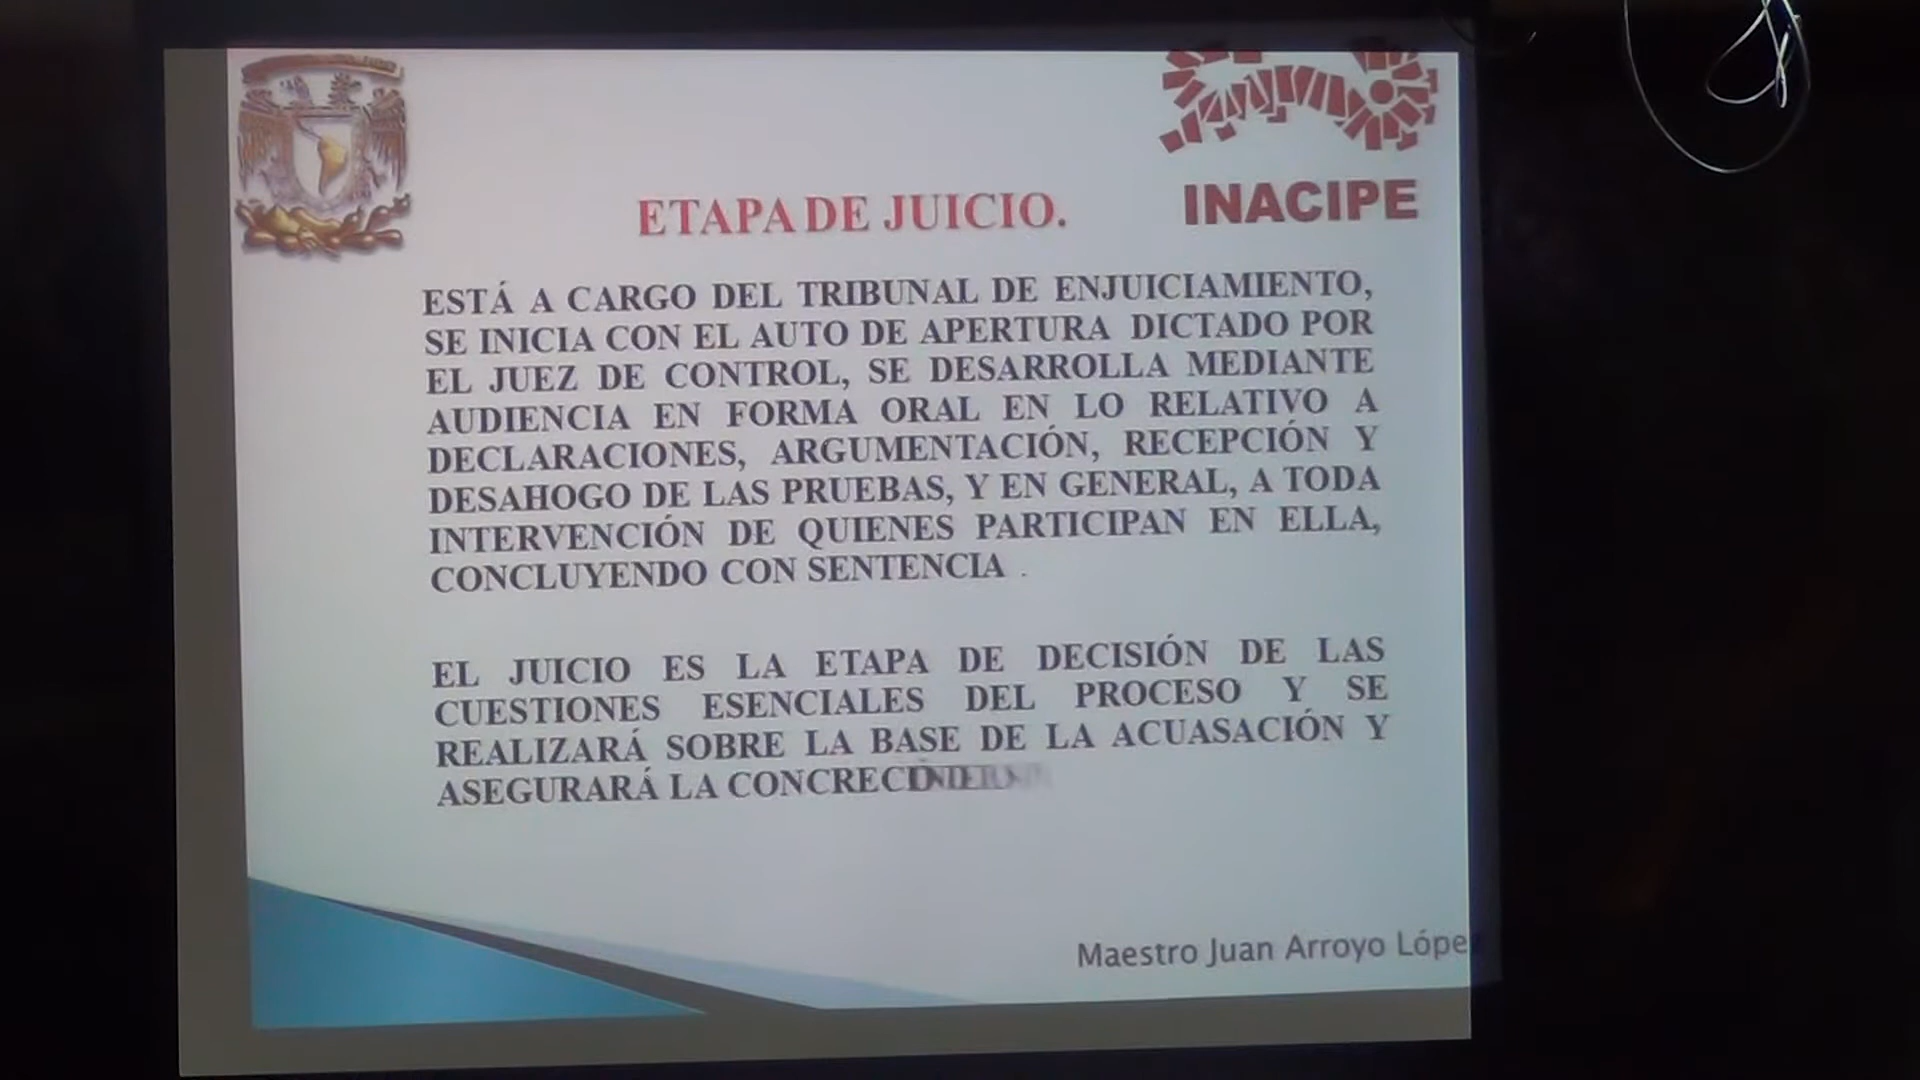 INACIPE
ETAPA DE JUICIO.
ESTÁ A CARGO DEL TRIBUNAL DE ENJUICIAMIENTO,
SE INICIA CON EL AUTO DE APERTURA DICTADO POR
EL JUEZ DE CONTROL, SE DESARROLLA MEDIANTE
AUDIENCIA EN FORMA ORAL EN LO RELATIVO A
DECLARACIONES, ARGUMENTACIÓN, RECEPCIÓN Y
DESAHOGO DE LAS PRUEBAS, Y EN GENERAL, A TODA
INTERVENCIÓN DE QUIENES PARTICIPAN EN ELLA,
CONCLUYENDO CON SENTENCIA .
EL JUICIO ES LA ETAPA DE DECISIÓN DE LAS
CUESTIONES ESENCIALES DEL PROCESO Y SE
REALIZARÁ SOBRE LA BASE DE LA ACUASACIÓN Y
ASEGURARÁ LA
Maestro Juan Arroyo Lópe